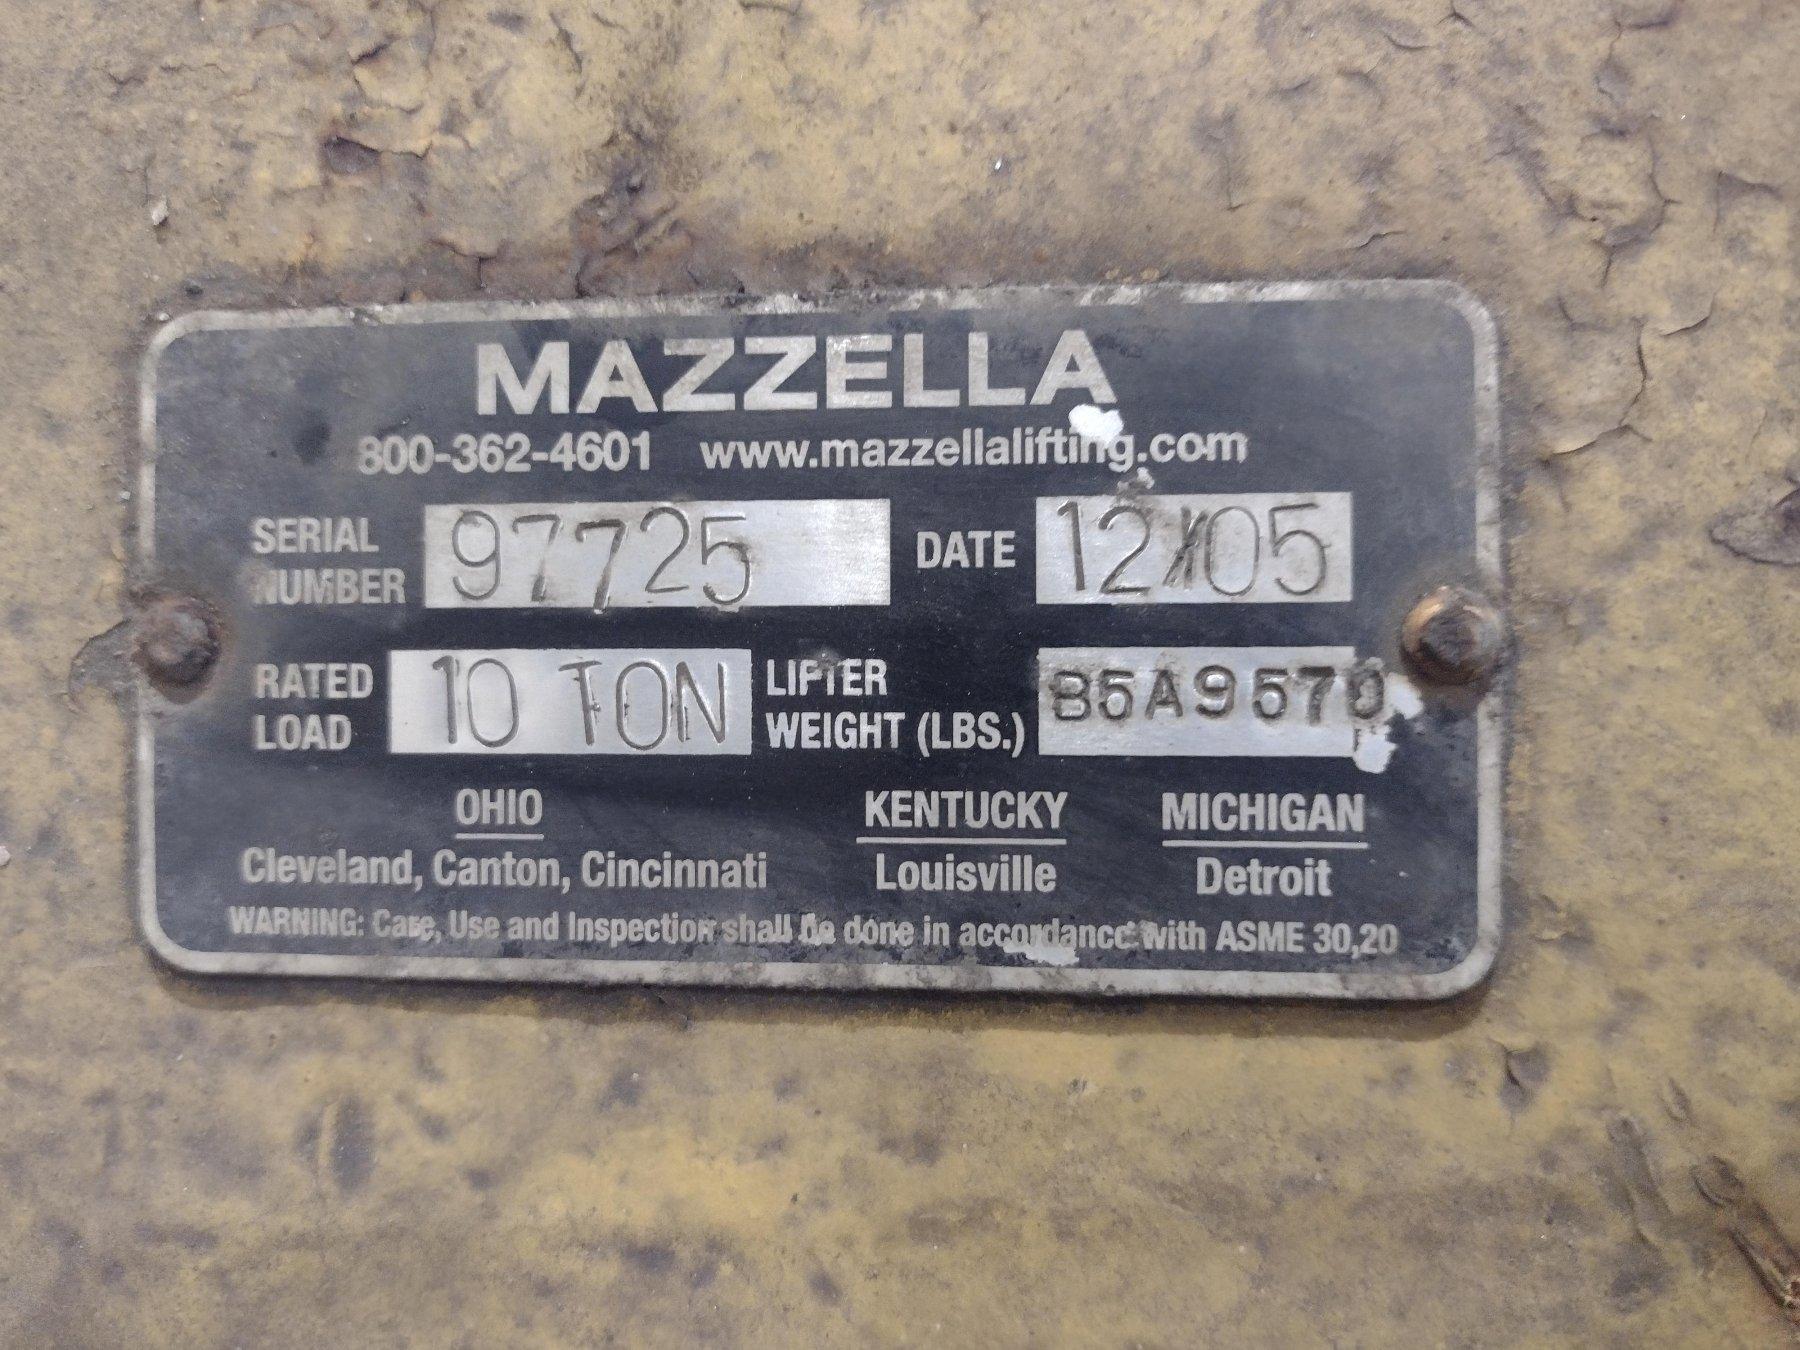 MAZZELLA
800-362-4601 www.mazzellalifting.com
SERIAL NUMBER 97725 DATE 12/05
RATED LOAD 10 TON LIFTER WEIGHT (LBS.) B5A9570
OHIO KENTUCKY MICHIGAN
Cleveland, Canton, Cincinnati Louisville Detroit
WARNING: Care, Use and Inspection shall be done in accordance with ASME 30,20